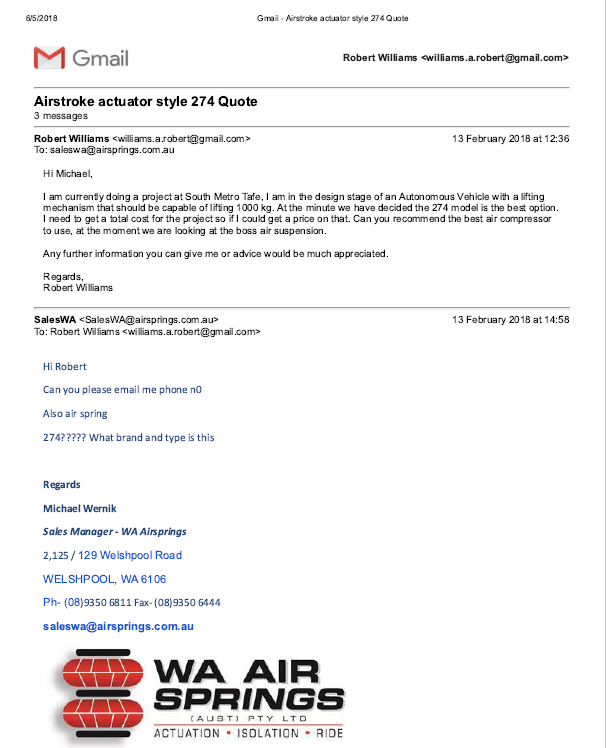 6/5/2018
Gmail - Airstroke actuator style 274 Quote
Gmail
Robert Williams <williams.a.robert@gmail.com>
Airstroke actuator style 274 Quote
3 messages
Robert Williams <williams.a.robert@gmail.com>
13 February 2018 at 12:36
To: saleswa@airsprings.com.au
Hi Michael,
I am currently doing a project at South Metro Tafe, I am in the design stage of an Autonomous Vehicle with a lifting
mechanism that should be capable of lifting 1000 kg. At the minute we have decided the 274 model is the best option.
I need to get a total cost for the project so if I could get a price on that. Can you recommend the best air compressor
to use, at the moment we are looking at the boss air suspension.
Any further information you can give me or advice would be much appreciated.
Regards,
Robert Williams
SalesWA <SalesWA@airsprings.com.au>
13 February 2018 at 14:58
To: Robert Williams <williams.a.robert@gmail.com>
Hi Robert
Can you please email me phone n0
Also air spring
274????? What brand and type is this
Regards
Michael Wernik
Sales Manager - WA Airsprings
2,125 / 129 Welshpool Road
WELSHPOOL, WA 6106
Ph- (08)9350 6811 Fax- (08)9350 6444
saleswa@airsprings.com.au
WA AIR
SPRINGS
(AUST) PTY LTD
ACTUATION • ISOLATION • RIDE